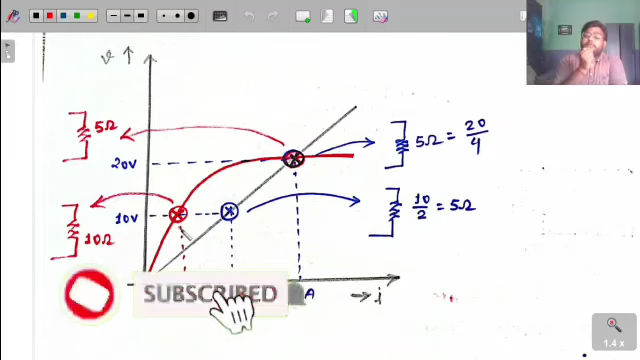 v ↑
5Ω
20V
5Ω = 20/4
10V
10/2 = 5Ω
10Ω
SUBSCRIBED
A
→ i
1.4 x